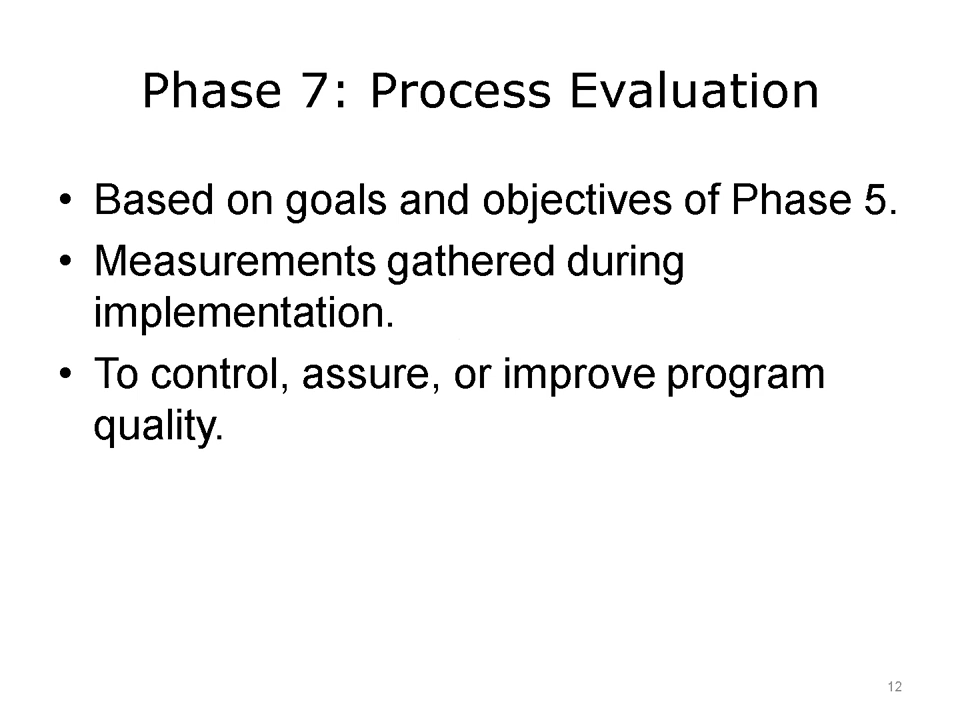 Phase 7: Process Evaluation
• Based on goals and objectives of Phase 5.
• Measurements gathered during
implementation.
• To control, assure, or improve program
quality.
12